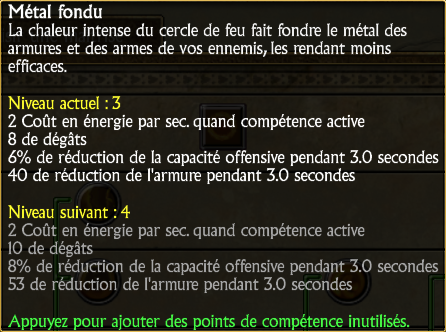 Métal fondu
La chaleur intense du cercle de feu fait fondre le métal des
armures et des armes de vos ennemis, les rendant moins
efficaces.
Niveau actuel : 3
2 Coût en énergie par sec. quand compétence active
8 de dégâts
6% de réduction de la capacité offensive pendant 3.0 secondes
40 de réduction de l'armure pendant 3.0 secondes
Niveau suivant : 4
2 Coût en énergie par sec. quand compétence active
10 de dégâts
8% de réduction de la capacité offensive pendant 3.0 secondes
53 de réduction de l'armure pendant 3.0 secondes
Appuyez pour ajouter des points de compétence inutilisés.